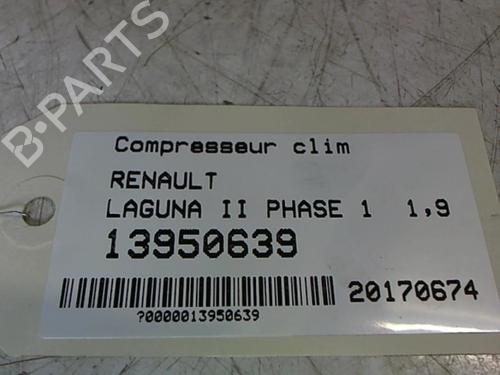 B-PARTS
Compresseur clim
RENAULT
LAGUNA II PHASE 1 1,9
13950639
20170674
?0000013950639